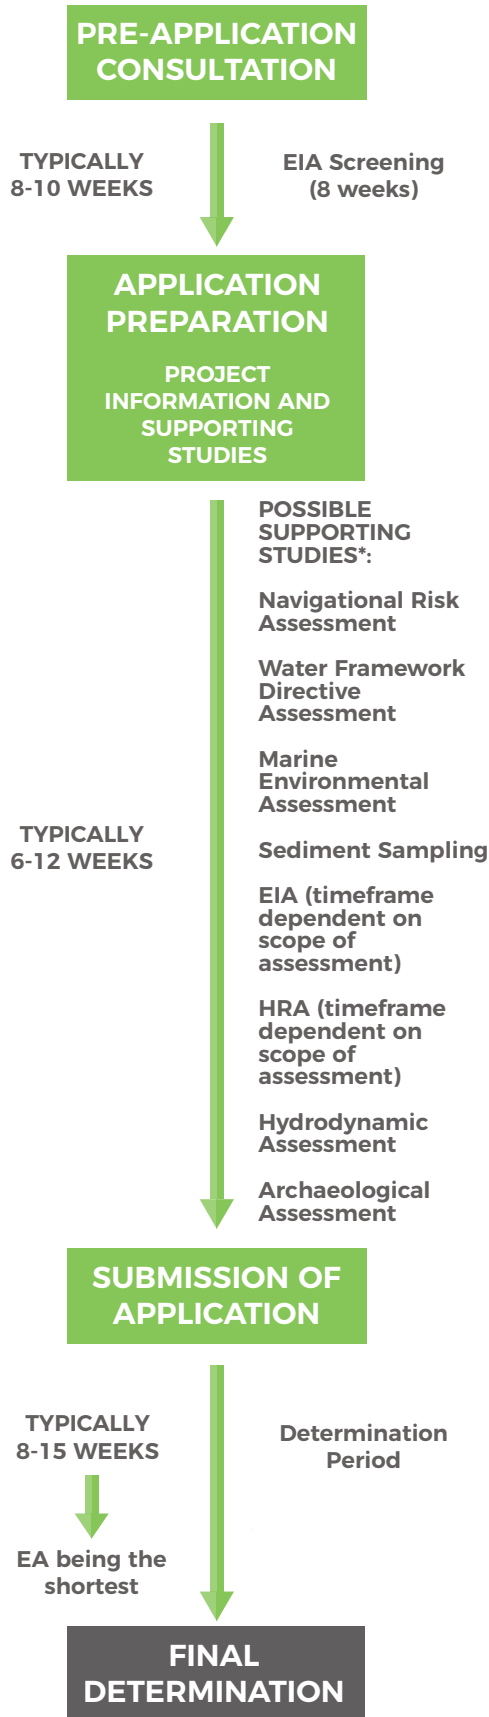 PRE-APPLICATION
CONSULTATION
TYPICALLY
8-10 WEEKS
EIA Screening
(8 weeks)
APPLICATION
PREPARATION
PROJECT
INFORMATION AND
SUPPORTING
STUDIES
POSSIBLE
SUPPORTING
STUDIES*:
Navigational Risk
Assessment
Water Framework
Directive
Assessment
Marine
Environmental
Assessment
TYPICALLY
6-12 WEEKS
Sediment Sampling
EIA (timeframe
dependent on
scope of
assessment)
HRA (timeframe
dependent on
scope of
assessment)
Hydrodynamic
Assessment
Archaeological
Assessment
SUBMISSION OF
APPLICATION
TYPICALLY
8-15 WEEKS
Determination
Period
EA being the
shortest
FINAL
DETERMINATION